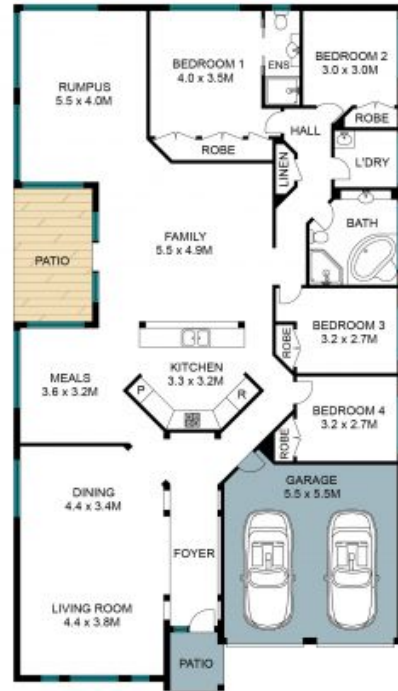 RUMPUS
5.5 x 4.0M
BEDROOM 1
4.0 x 3.5M
ENS
BEDROOM 2
3.0 x 3.0M
ROBE
HALL
ROBE
LINEN
L'DRY
BATH
PATIO
FAMILY
5.5 x 4.9M
BEDROOM 3
3.2 x 2.7M
ROBE
KITCHEN
3.3 x 3.2M
MEALS
3.6 x 3.2M
P
R
BEDROOM 4
3.2 x 2.7M
ROBE
GARAGE
5.5 x 5.5M
DINING
4.4 x 3.4M
FOYER
LIVING ROOM
4.4 x 3.8M
PATIO